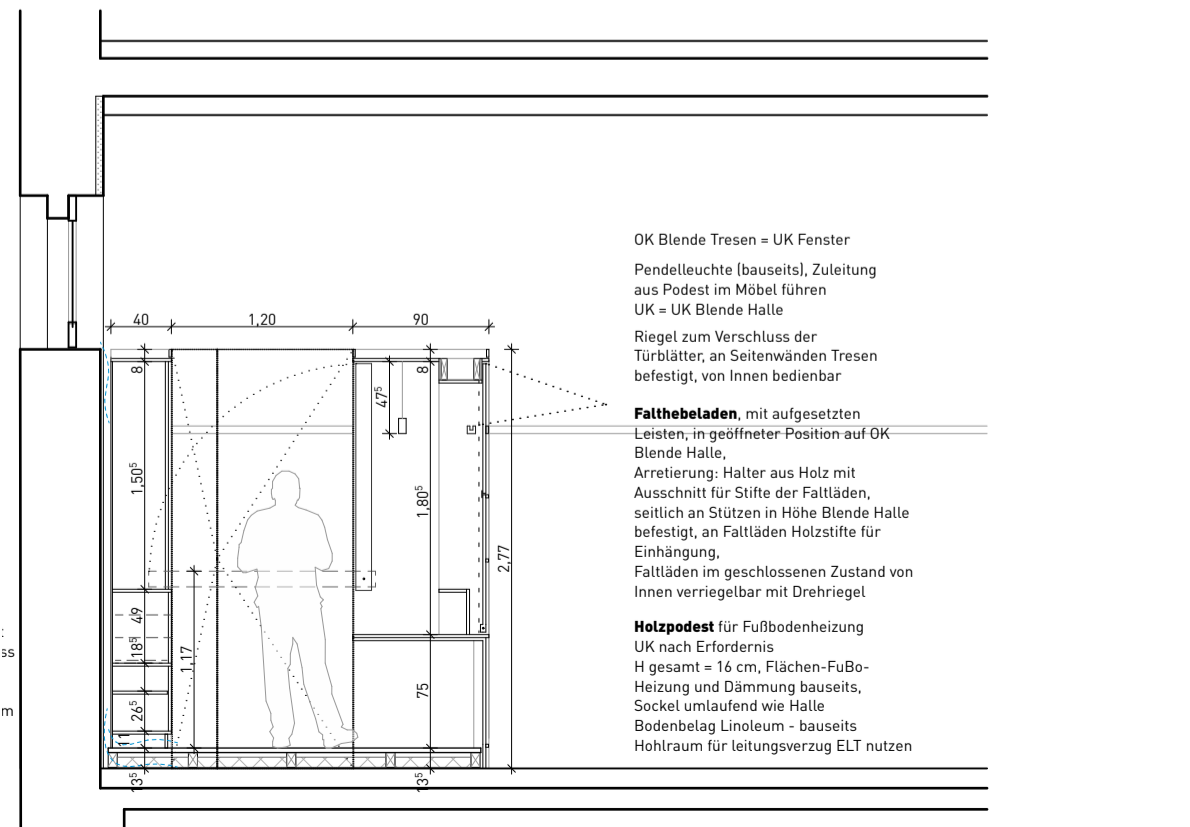 OK Blende Tresen = UK Fenster
Pendelleuchte (bauseits), Zuleitung
aus Podest im Möbel führen
UK = UK Blende Halle
Riegel zum Verschluss der
Türblätter, an Seitenwänden Tresen
befestigt, von Innen bedienbar
Falthebeladen, mit aufgesetzten
Leisten, in geöffneter Position auf OK
Blende Halle,
Arretierung: Halter aus Holz mit
Ausschnitt für Stifte der Faltläden,
seitlich an Stützen in Höhe Blende Halle
befestigt, an Faltläden Holzstifte für
Einhängung,
Faltläden im geschlossenen Zustand von
Innen verriegelbar mit Drehriegel
Holzpodest für Fußbodenheizung
UK nach Erfordernis
H gesamt = 16 cm, Flächen-FuBo-
Heizung und Dämmung bauseits,
Sockel umlaufend wie Halle
Bodenbelag Linoleum - bauseits
Hohlraum für leitungsverzug ELT nutzen
40
1,20
90
8
8
47⁵
1,50⁵
1,80⁵
2,77
49
18⁵
1,17
26⁵
75
11
13⁵
13⁵
ss
m